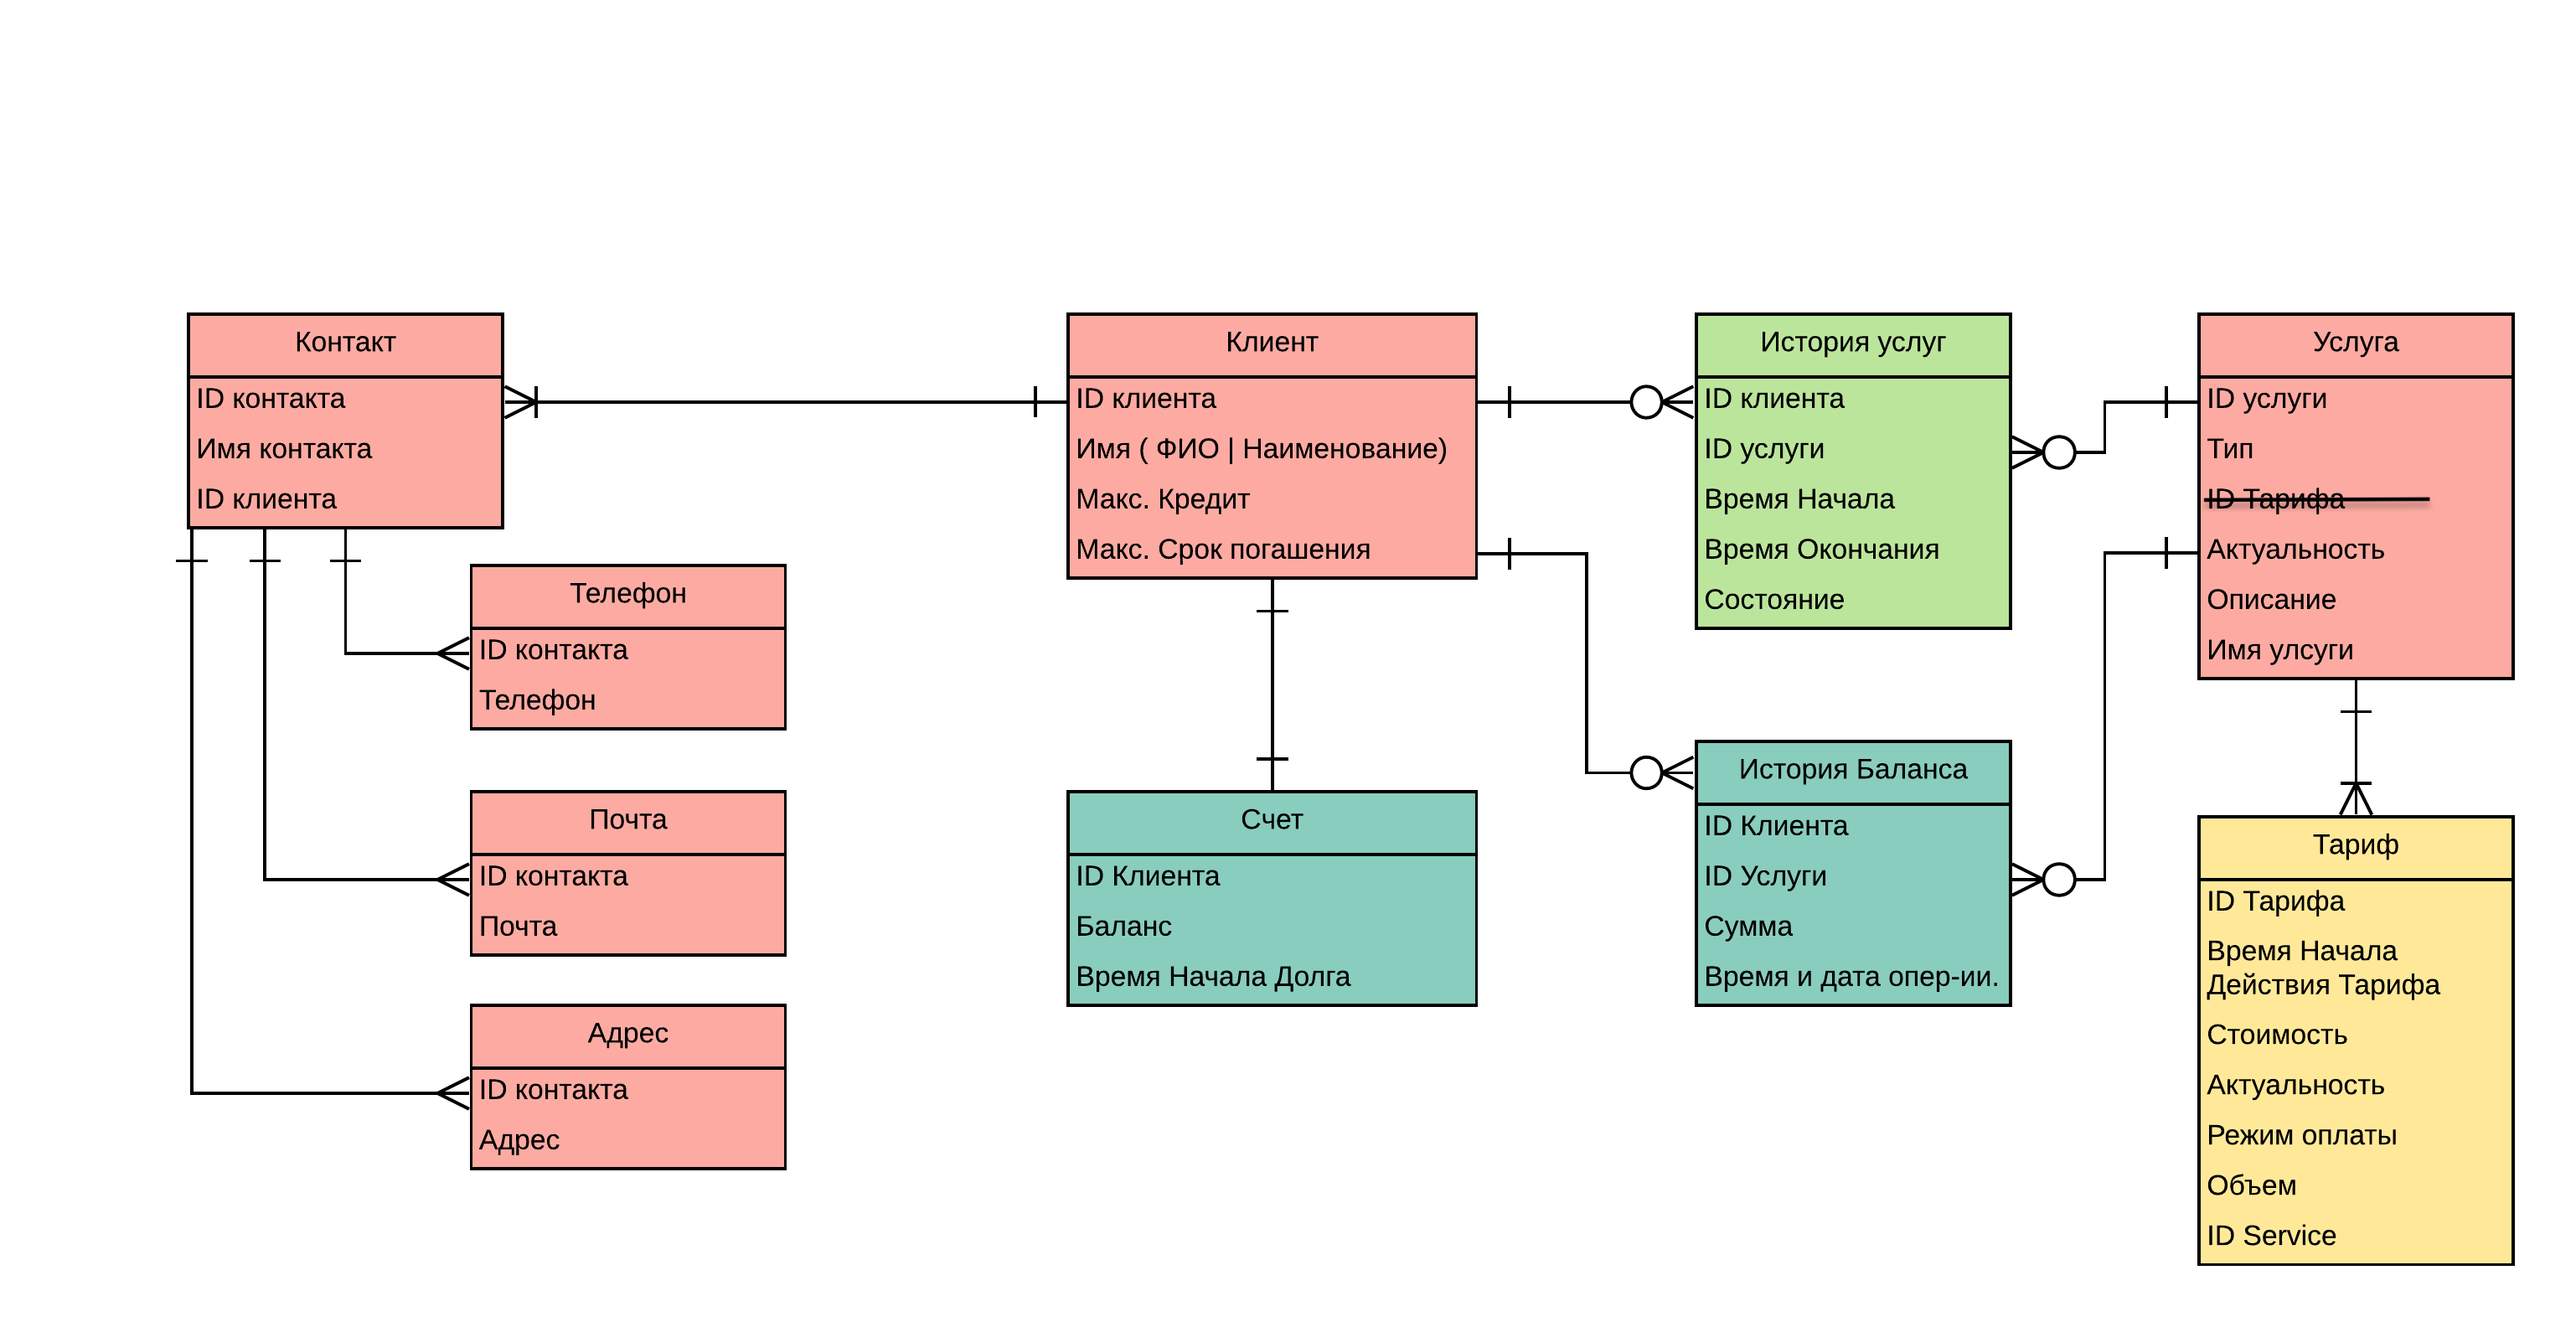 Контакт
ID контакта
Имя контакта
ID клиента
Телефон
ID контакта
Телефон
Почта
ID контакта
Почта
Адрес
ID контакта
Адрес
Клиент
ID клиента
Имя ( ФИО | Наименование)
Макс. Кредит
Макс. Срок погашения
Счет
ID Клиента
Баланс
Время Начала Долга
История услуг
ID клиента
ID услуги
Время Начала
Время Окончания
Состояние
История Баланса
ID Клиента
ID Услуги
Сумма
Время и дата опер-ии.
Услуга
ID услуги
Тип
ID Тарифа
Актуальность
Описание
Имя улсуги
Тариф
ID Тарифа
Время Начала
Действия Тарифа
Стоимость
Актуальность
Режим оплаты
Объем
ID Service